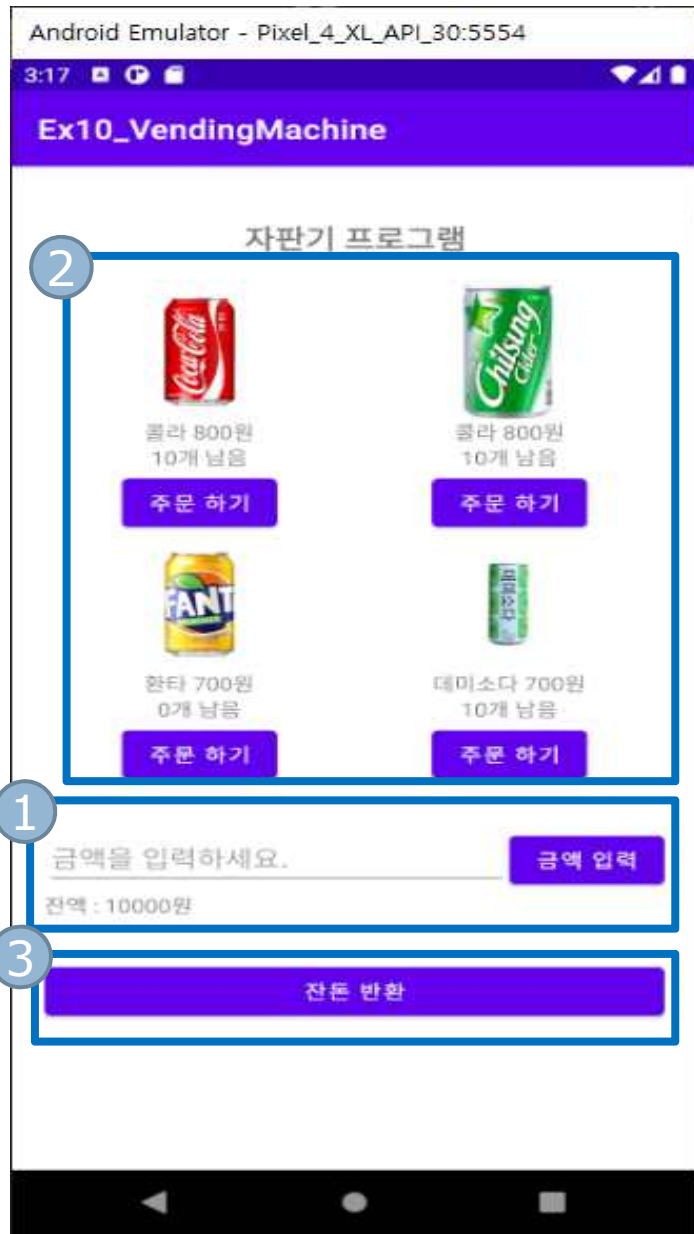 Android Emulator - Pixel_4_XL_API_30:5554
3:17
Ex10_VendingMachine
자판기 프로그램
2
Coca-Cola
Chilsung Cider
콜라 800원
콜라 800원
10개 남음
10개 남음
주문 하기
주문 하기
FANT
환타 700원
데미소다 700원
0개 남음
10개 남음
주문 하기
주문 하기
1
금액을 입력하세요.
금액 입력
잔액 : 10000원
3
잔돈 반환